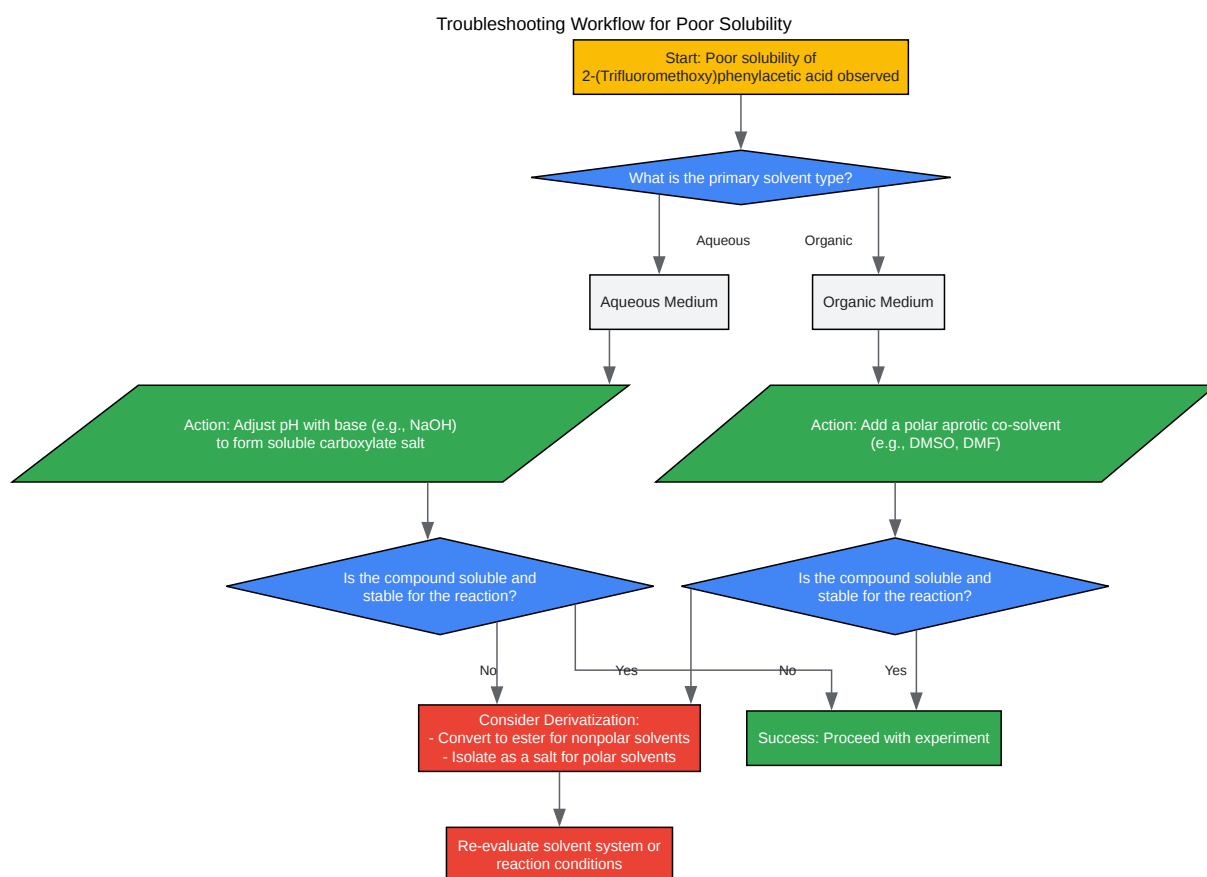 Troubleshooting Workflow for Poor Solubility
Start: Poor solubility of
2-(Trifluoromethoxy)phenylacetic acid observed
What is the primary solvent type?
Aqueous
Organic
Aqueous Medium
Organic Medium
Action: Adjust pH with base (e.g., NaOH)
to form soluble carboxylate salt
Action: Add a polar aprotic co-solvent
(e.g., DMSO, DMF)
Is the compound soluble and
stable for the reaction?
Is the compound soluble and
stable for the reaction?
No
Yes
No
Yes
Consider Derivatization:
- Convert to ester for nonpolar solvents
- Isolate as a salt for polar solvents
Success: Proceed with experiment
Re-evaluate solvent system or
reaction conditions